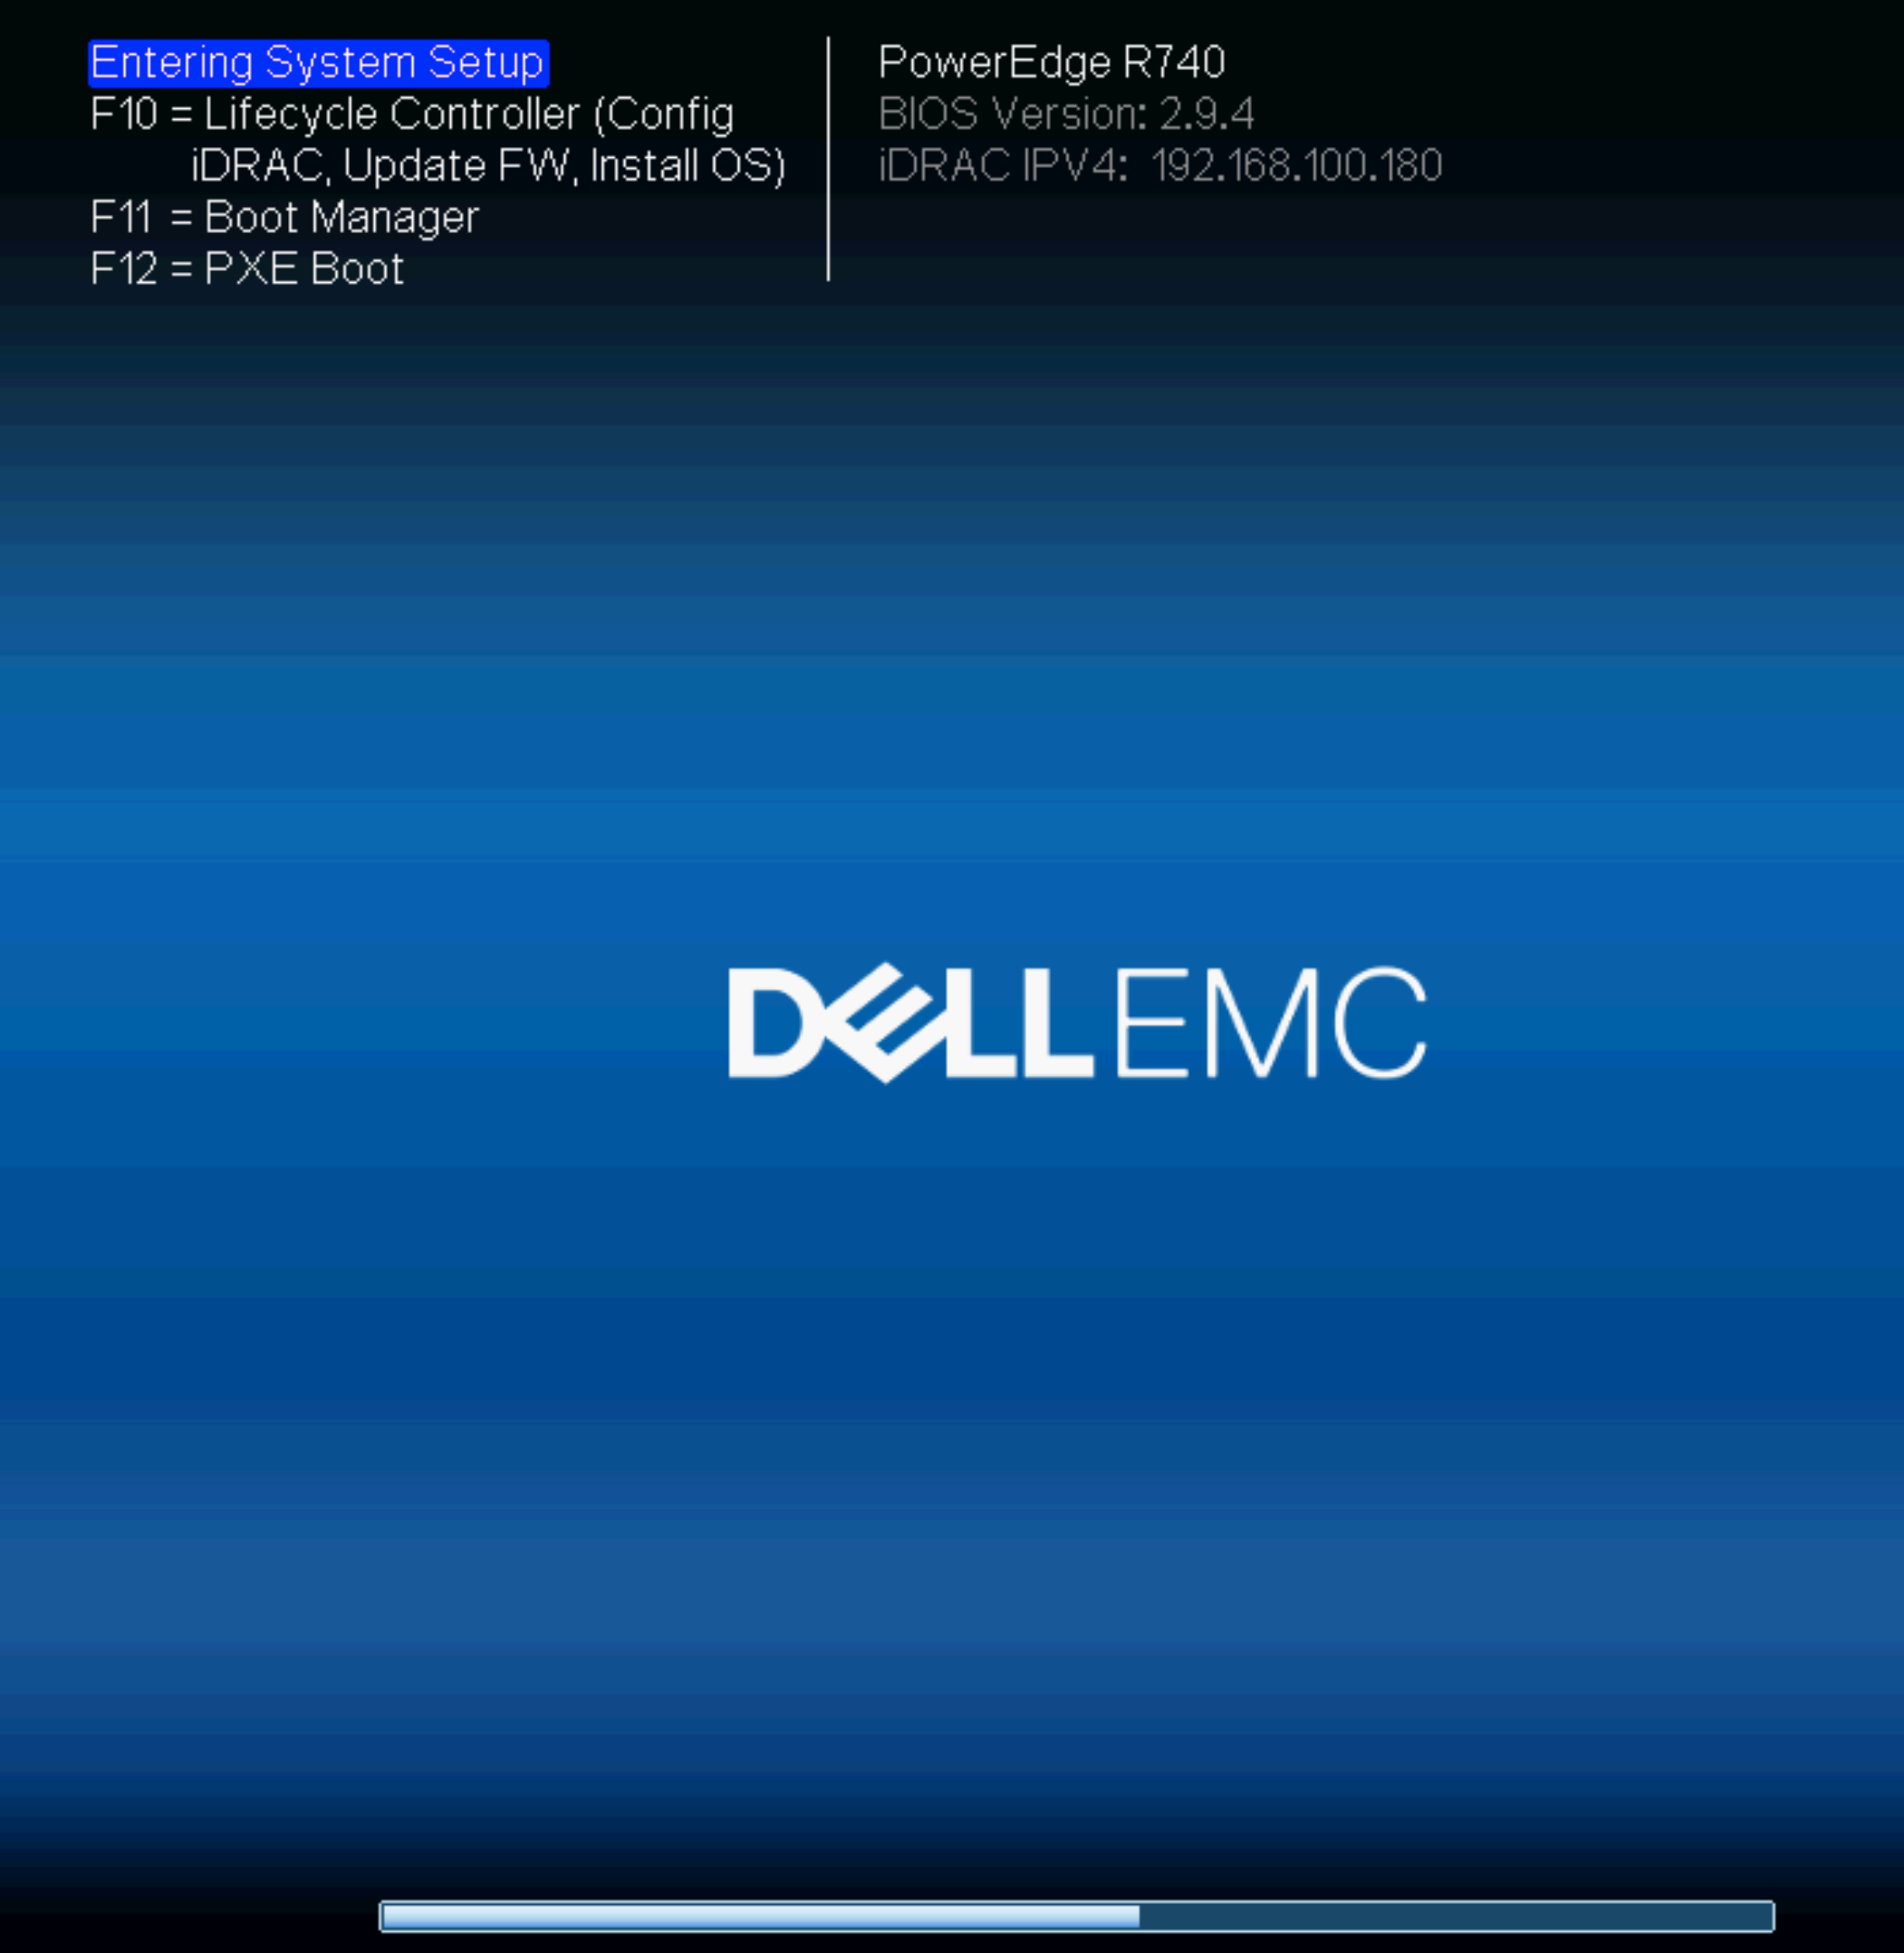 Entering System Setup
F10 = Lifecycle Controller (Config
iDRAC, Update FW, Install OS)
F11 = Boot Manager
F12 = PXE Boot
PowerEdge R740
BIOS Version: 2.9.4
iDRAC IPV4: 192.168.100.180
DELL EMC